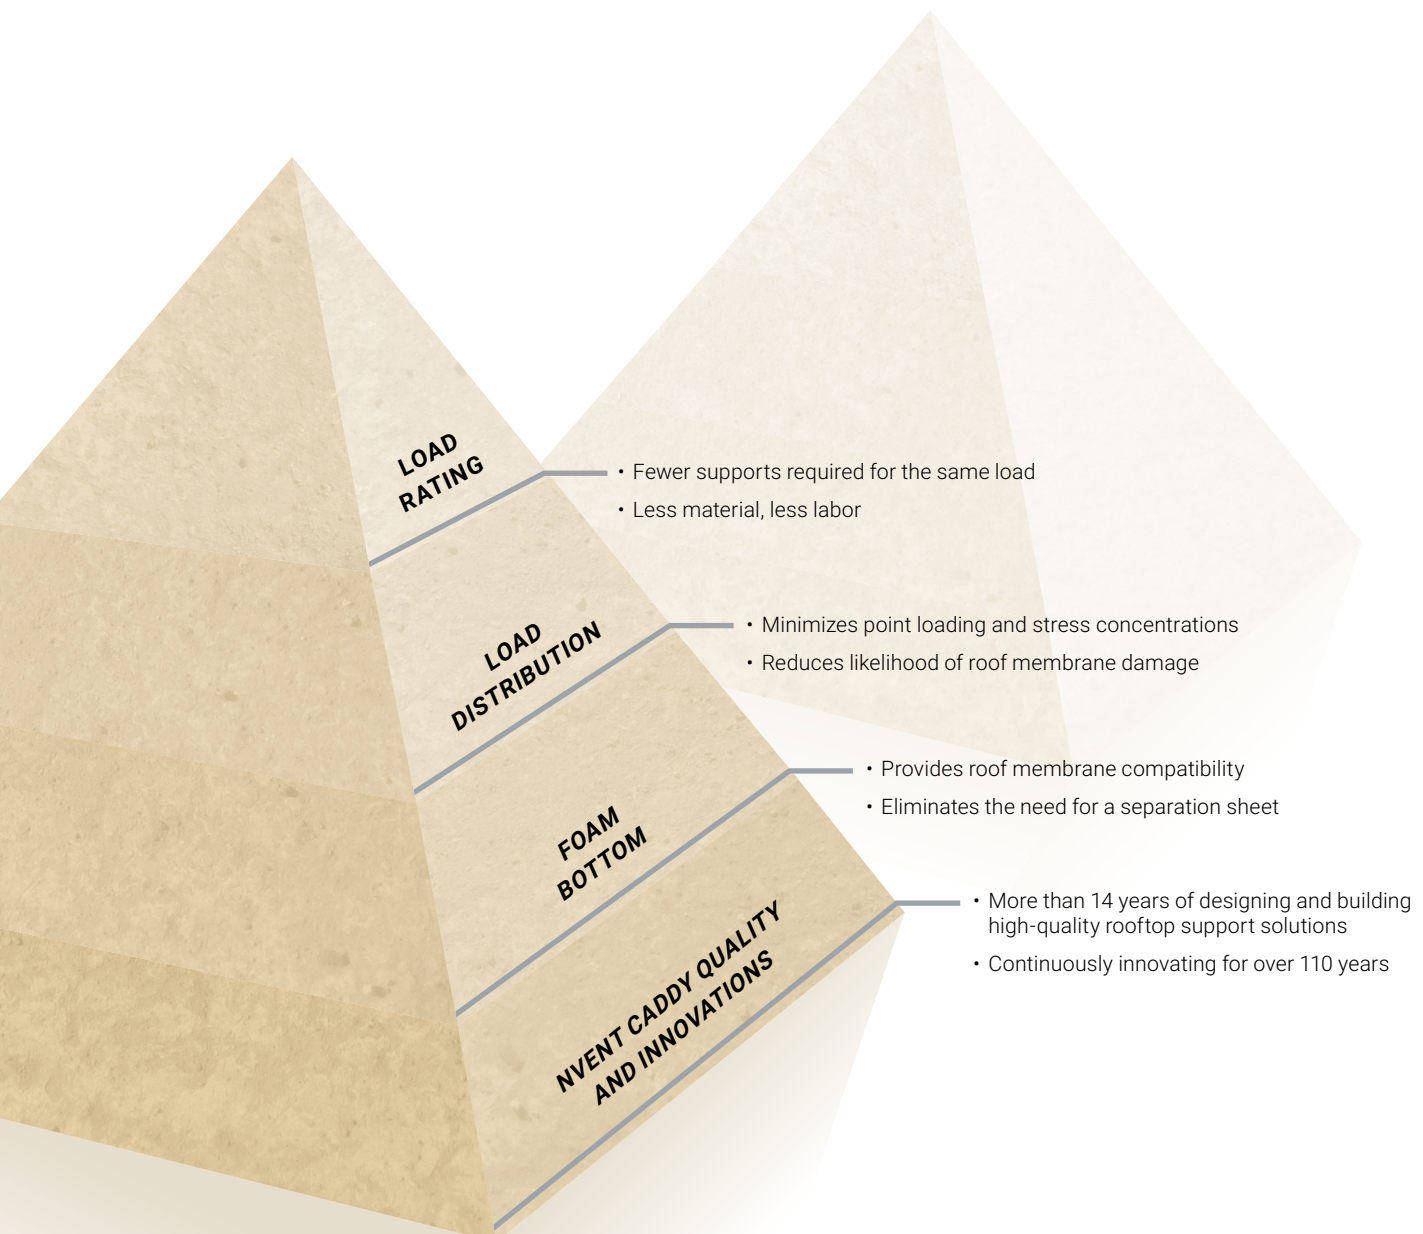 LOAD
RATING
• Fewer supports required for the same load
• Less material, less labor
LOAD
DISTRIBUTION
• Minimizes point loading and stress concentrations
• Reduces likelihood of roof membrane damage
FOAM
BOTTOM
• Provides roof membrane compatibility
• Eliminates the need for a separation sheet
NVENT CADDY QUALITY
AND INNOVATIONS
• More than 14 years of designing and building
high-quality rooftop support solutions
• Continuously innovating for over 110 years